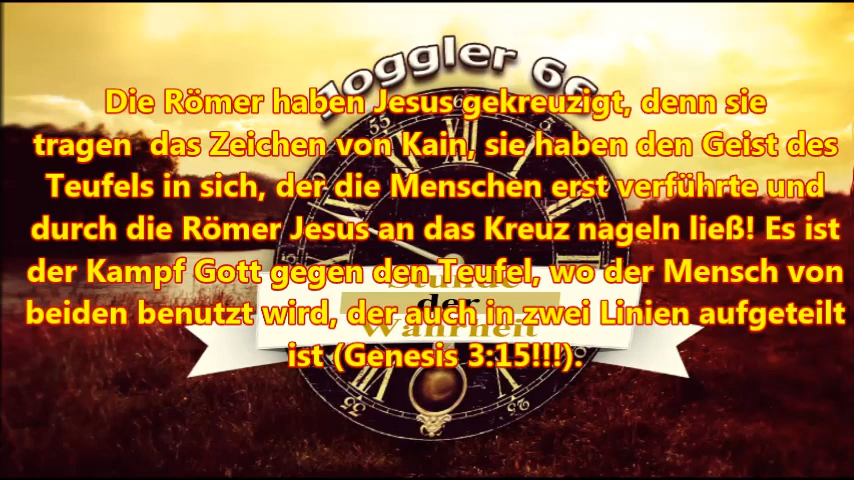 oggler 66
Die Römer haben Jesus gekreuzigt, denn sie
tragen das Zeichen von Kain, sie haben den Geist des
Teufels in sich, der die Menschen erst verführte und
durch die Römer Jesus an das Kreuz nageln ließ! Es ist
der Kampf Gott gegen den Teufel, wo der Mensch von
beiden benutzt wird, der auch in zwei Linien aufgeteilt
ist (Genesis 3:15!!!).
Stunde
der
Wahrheit